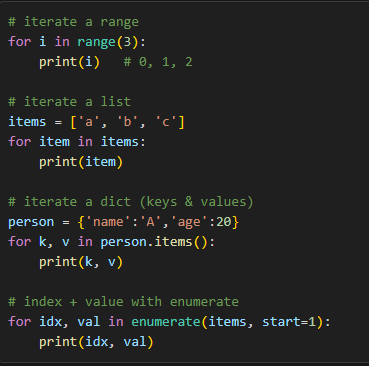 # iterate a range
for i in range(3):
    print(i)   # 0, 1, 2

# iterate a list
items = ['a', 'b', 'c']
for item in items:
    print(item)

# iterate a dict (keys & values)
person = {'name':'A','age':20}
for k, v in person.items():
    print(k, v)

# index + value with enumerate
for idx, val in enumerate(items, start=1):
    print(idx, val)